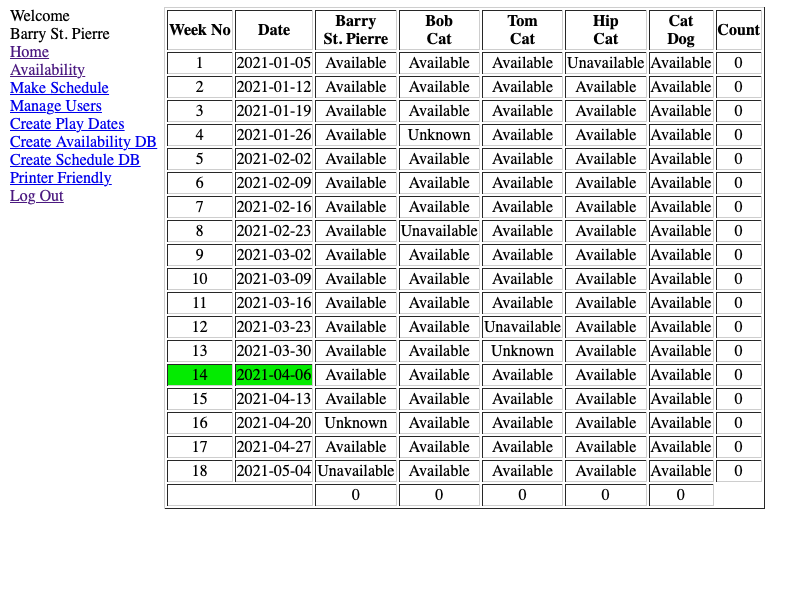 Welcome
Barry St. Pierre
Home
Availability
Make Schedule
Manage Users
Create Play Dates
Create Availability DB
Create Schedule DB
Printer Friendly
Log Out
Week No Date Barry St. Pierre Bob Cat Tom Cat Hip Cat Cat Dog Count
1 2021-01-05 Available Available Available Unavailable Available 0
2 2021-01-12 Available Available Available Available Available 0
3 2021-01-19 Available Available Available Available Available 0
4 2021-01-26 Available Unknown Available Available Available 0
5 2021-02-02 Available Available Available Available Available 0
6 2021-02-09 Available Available Available Available Available 0
7 2021-02-16 Available Available Available Available Available 0
8 2021-02-23 Available Unavailable Available Available Available 0
9 2021-03-02 Available Available Available Available Available 0
10 2021-03-09 Available Available Available Available Available 0
11 2021-03-16 Available Available Available Available Available 0
12 2021-03-23 Available Available Unavailable Available Available 0
13 2021-03-30 Available Available Unknown Available Available 0
14 2021-04-06 Available Available Available Available Available 0
15 2021-04-13 Available Available Available Available Available 0
16 2021-04-20 Unknown Available Available Available Available 0
17 2021-04-27 Available Available Available Available Available 0
18 2021-05-04 Unavailable Available Available Available Available 0
0 0 0 0 0